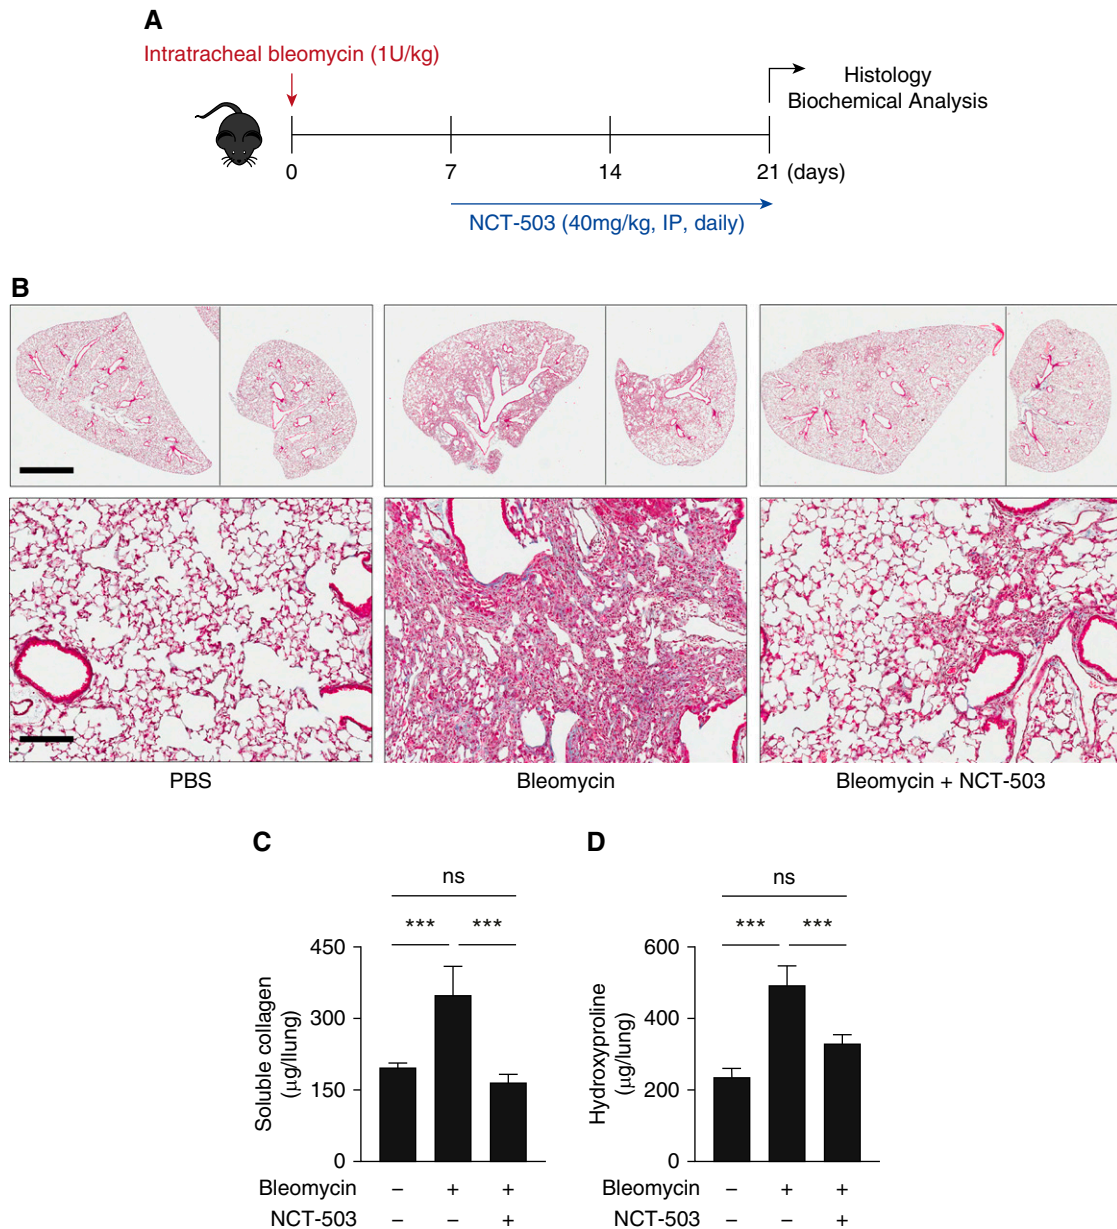 A
Intratracheal bleomycin (1U/kg)
Histology
Biochemical Analysis
0 7 14 21 (days)
NCT-503 (40mg/kg, IP, daily)
B
PBS Bleomycin Bleomycin + NCT-503
C
ns
*** ***
Soluble collagen
(μg/llung)
450
300
150
0
Bleomycin – + +
NCT-503 – – +
D
ns
*** ***
Hydroxyproline
(μg/lung)
600
400
200
0
Bleomycin – + +
NCT-503 – – +